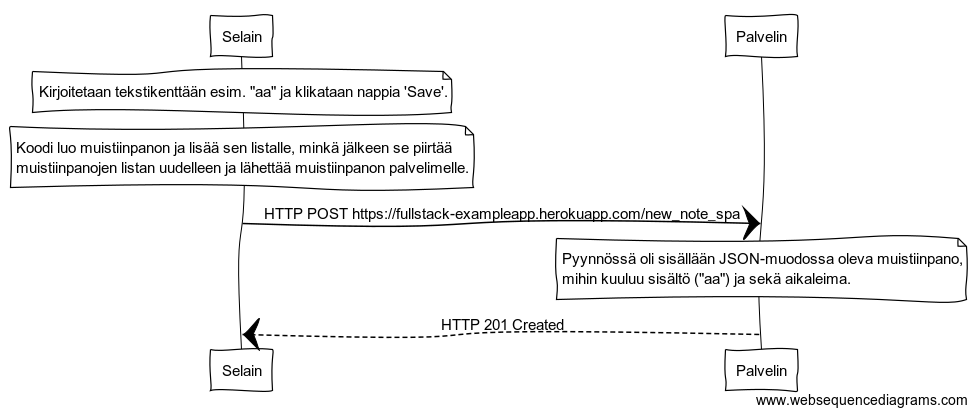 Selain
Palvelin
Kirjoitetaan tekstikenttään esim. "aa" ja klikataan nappia 'Save'.
Koodi luo muistiinpanon ja lisää sen listalle, minkä jälkeen se piirtää
muistiinpanojen listan uudelleen ja lähettää muistiinpanon palvelimelle.
HTTP POST https://fullstack-exampleapp.herokuapp.com/new_note_spa
Pyynnössä oli sisällään JSON-muodossa oleva muistiinpano,
mihin kuuluu sisältö ("aa") ja sekä aikaleima.
HTTP 201 Created
Selain
Palvelin
www.websequencediagrams.com